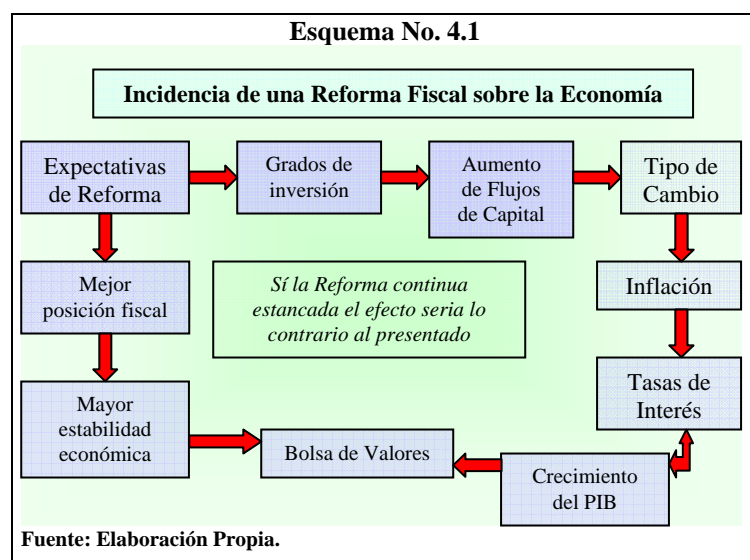 Esquema No. 4.1
Incidencia de una Reforma Fiscal sobre la Economía
Expectativas
de Reforma
Grados de
inversión
Aumento
de Flujos
de Capital
Tipo de
Cambio
Mejor
posición fiscal
Sí la Reforma continua
estancada el efecto seria lo
contrario al presentado
Inflación
Mayor
estabilidad
económica
Tasas de
Interés
Bolsa de Valores
Crecimiento
del PIB
Fuente: Elaboración Propia.